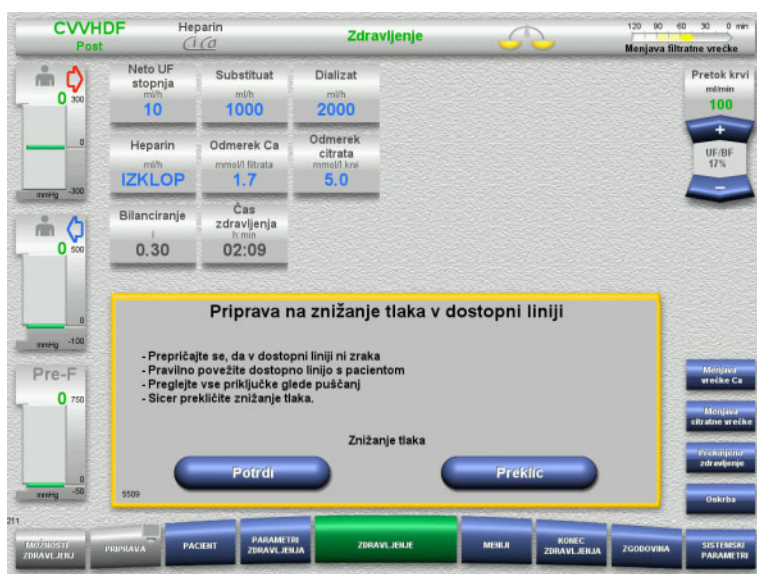 CVVHDF
Post
Heparin
Zdravljenje
120 90 60 30 0 min
Menjava filtratne vrečke
0
300
0
mmHg
-300
Neto UF stopnja
ml/h
10
Substituat
ml/h
1000
Dializat
ml/h
2000
Pretok krvi
ml/min
100
+
UF/BF
17%
–
Heparin
ml/h
IZKLOP
Odmerek Ca
mmol/l filtrata
1.7
Odmerek citrata
mmol/l krvi
5.0
Bilanciranje
l
0.30
Čas zdravljenja
h:min
02:09
0
500
0
mmHg
-100
Pre-F
0
750
0
mmHg
-50
Priprava na znižanje tlaka v dostopni liniji
- Prepričajte se, da v dostopni liniji ni zraka
- Pravilno povežite dostopno linijo s pacientom
- Preglejte vse priključke glede puščanj
- Sicer prekličite znižanje tlaka.
Znižanje tlaka
Potrdi
Preklic
5509
Menjava vrečke Ca
Menjava citratne vrečke
Prekinjeno zdravljenje
Oskrba
211
MOŽNOSTI ZDRAVLJENJ
PRIPRAVA
PACIENT
PARAMETRI ZDRAVLJENJA
ZDRAVLJENJE
MENIJI
KONEC ZDRAVLJENJA
ZGODOVINA
SISTEMSKI PARAMETRI